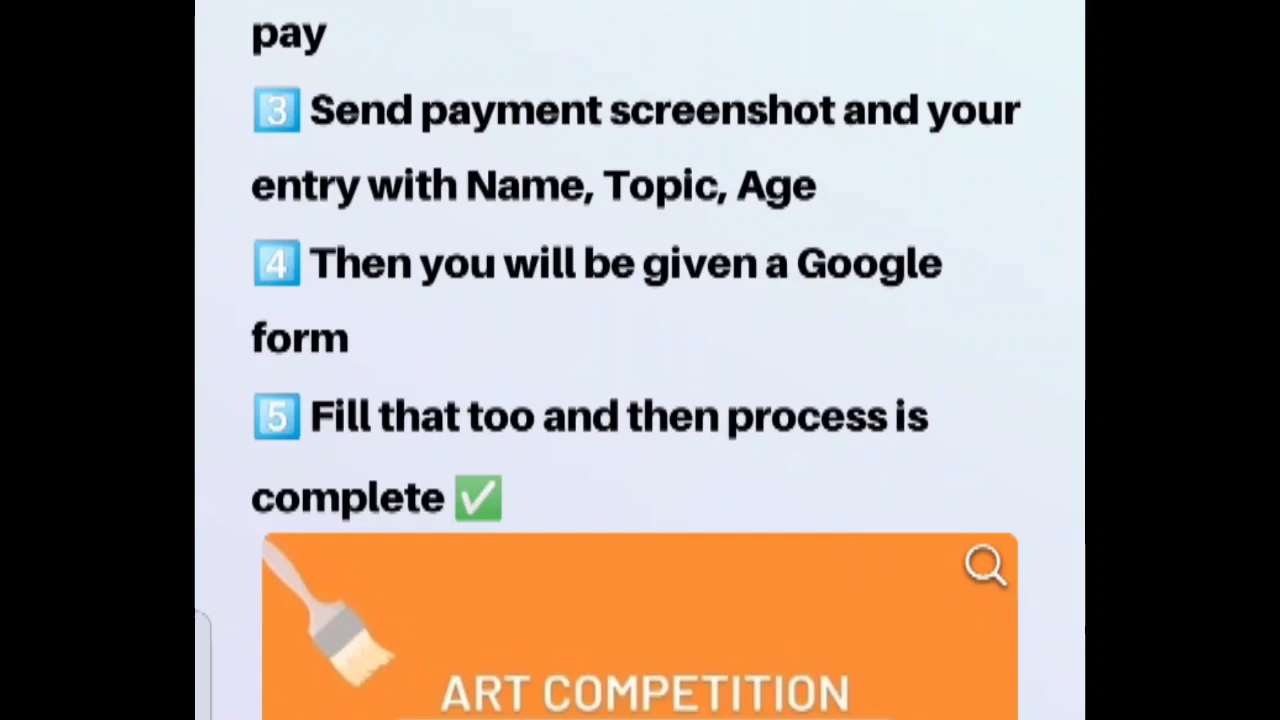 pay
3️⃣ Send payment screenshot and your
entry with Name, Topic, Age
4️⃣ Then you will be given a Google
form
5️⃣ Fill that too and then process is
complete ✅
ART COMPETITION